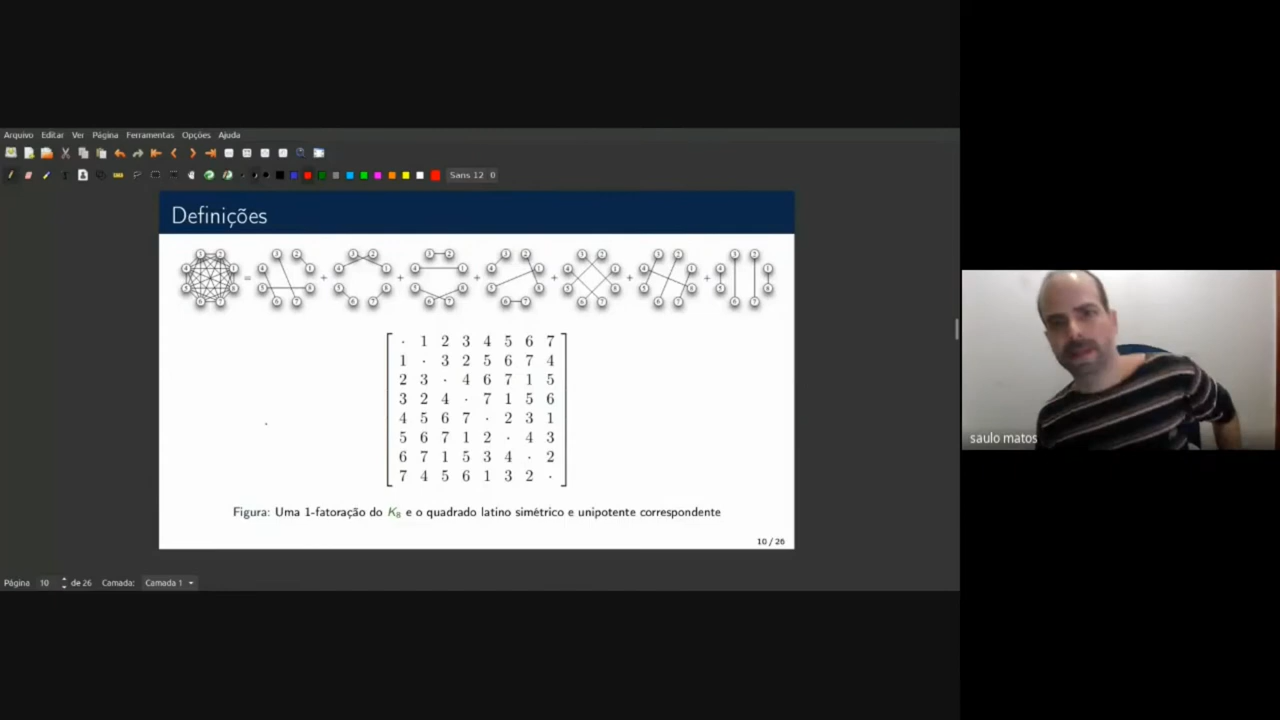 Arquivo Editar Ver Página Ferramentas Opções Ajuda
Sans 12 0
Definições
= + + + + + +
· 1 2 3 4 5 6 7
1 · 3 2 5 6 7 4
2 3 · 4 6 7 1 5
3 2 4 · 7 1 5 6
4 5 6 7 · 2 3 1
5 6 7 1 2 · 4 3
6 7 1 5 3 4 · 2
7 4 5 6 1 3 2 ·
Figura: Uma 1-fatoração do K8 e o quadrado latino simétrico e unipotente correspondente
10 / 26
Página 10 de 26 Camada: Camada 1
saulo matos